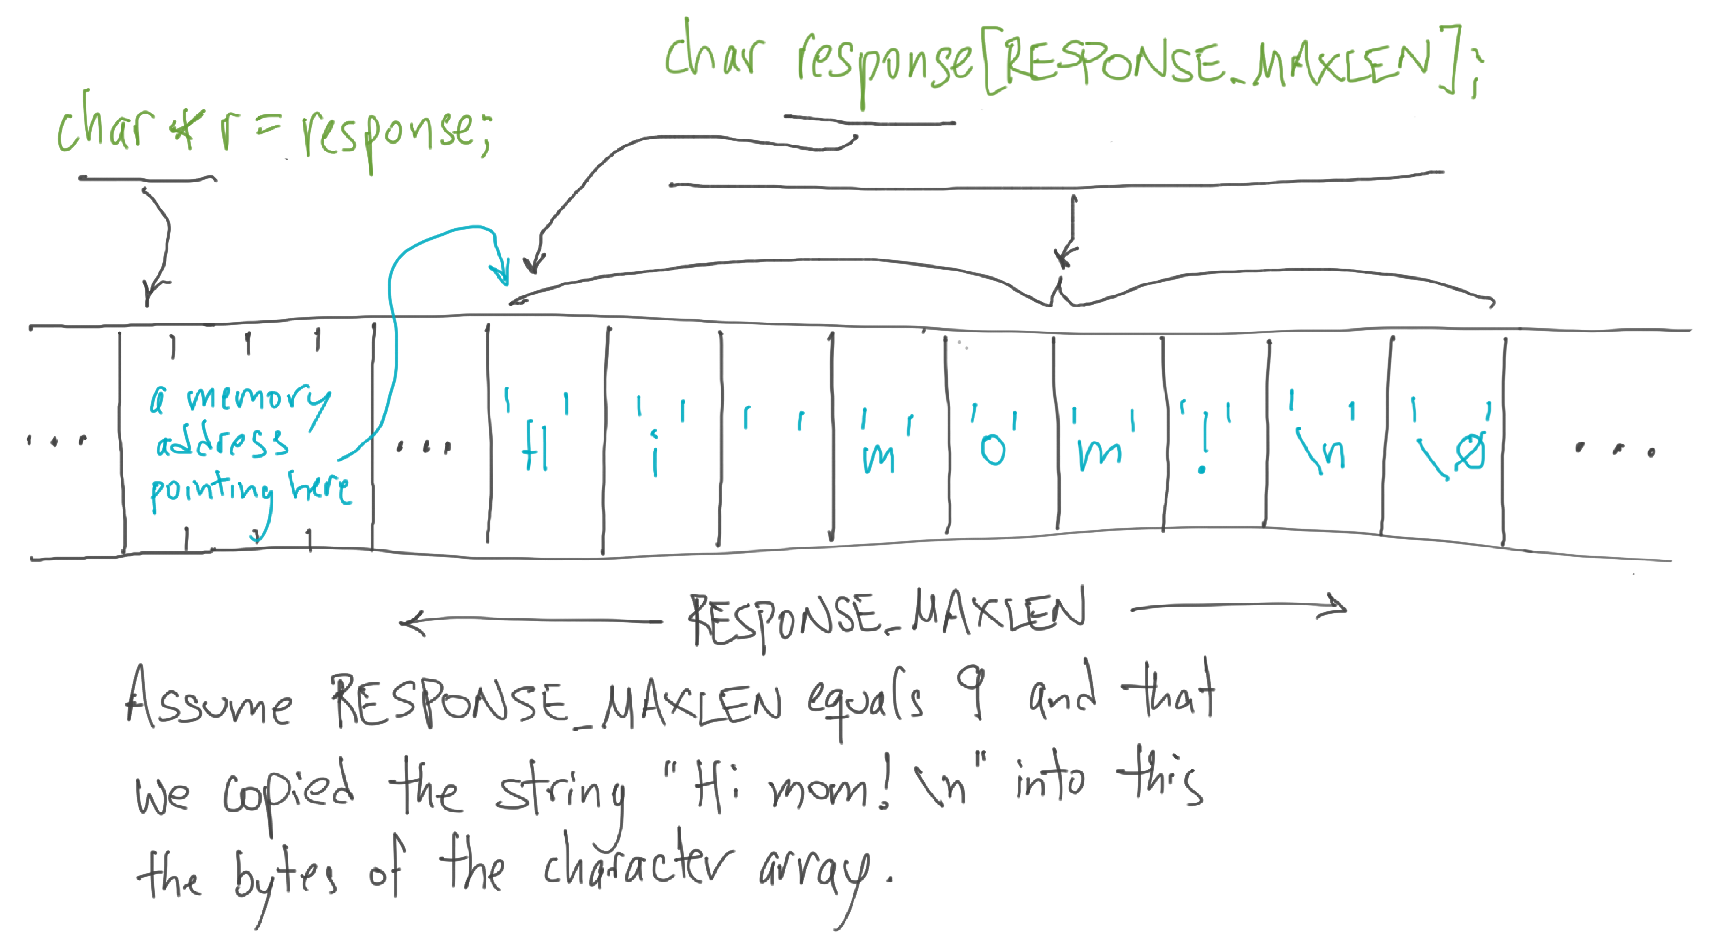 char response[RESPONSE_MAXLEN];
char * r = response;
a memory
address
pointing here
... ... 'H' 'i' ' ' 'm' 'o' 'm' '!' '\n' '\0' ...
RESPONSE_MAXLEN
Assume RESPONSE_MAXLEN equals 9 and that
we copied the string "Hi mom! \n" into this
the bytes of the character array.